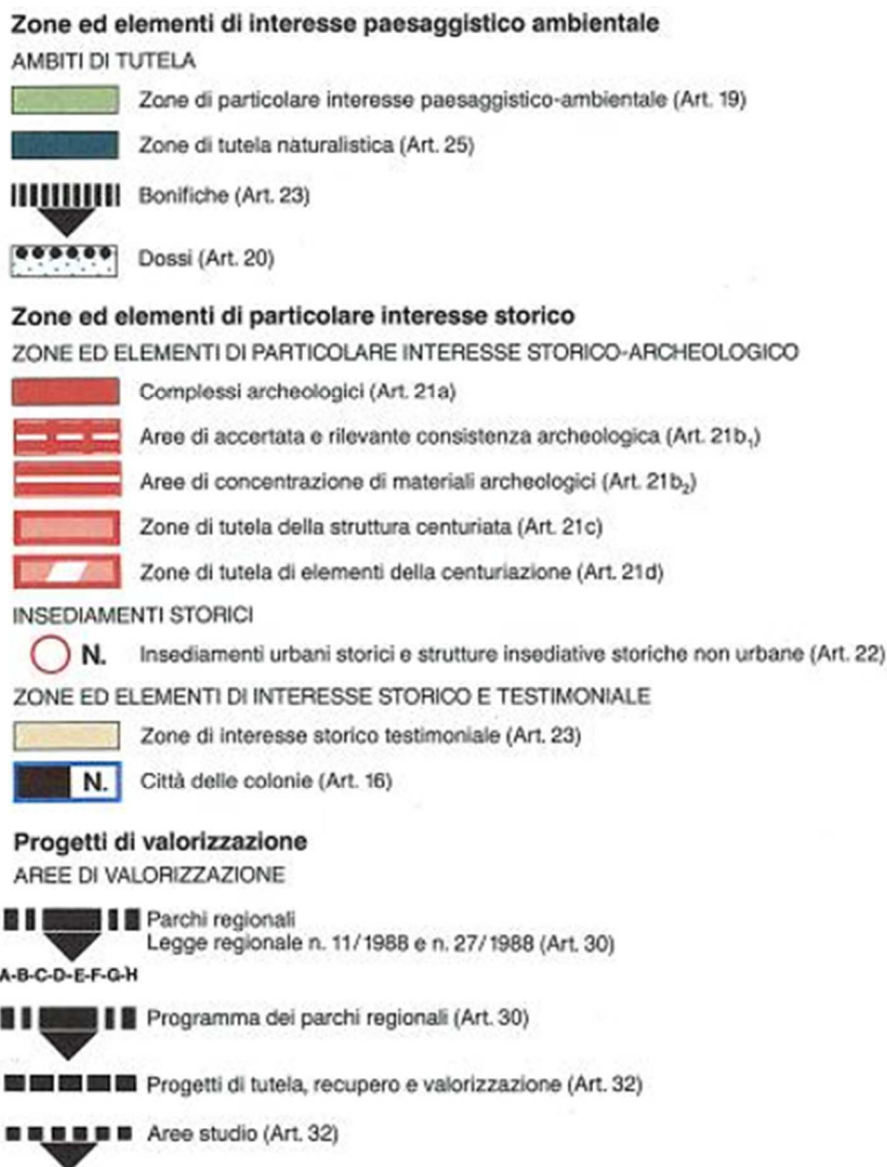 Zone ed elementi di interesse paesaggistico ambientale
AMBITI DI TUTELA
Zone di particolare interesse paesaggistico-ambientale (Art. 19)
Zone di tutela naturalistica (Art. 25)
Bonifiche (Art. 23)
Dossi (Art. 20)
Zone ed elementi di particolare interesse storico
ZONE ED ELEMENTI DI PARTICOLARE INTERESSE STORICO-ARCHEOLOGICO
Complessi archeologici (Art. 21a)
Aree di accertata e rilevante consistenza archeologica (Art. 21b₁)
Aree di concentrazione di materiali archeologici (Art. 21b₂)
Zone di tutela della struttura centuriata (Art. 21c)
Zone di tutela di elementi della centuriazione (Art. 21d)
INSEDIAMENTI STORICI
N. Insediamenti urbani storici e strutture insediative storiche non urbane (Art. 22)
ZONE ED ELEMENTI DI INTERESSE STORICO E TESTIMONIALE
Zone di interesse storico testimoniale (Art. 23)
N. Città delle colonie (Art. 16)
Progetti di valorizzazione
AREE DI VALORIZZAZIONE
Parchi regionali
Legge regionale n. 11/1988 e n. 27/1988 (Art. 30)
A-B-C-D-E-F-G-H
Programma dei parchi regionali (Art. 30)
Progetti di tutela, recupero e valorizzazione (Art. 32)
Aree studio (Art. 32)